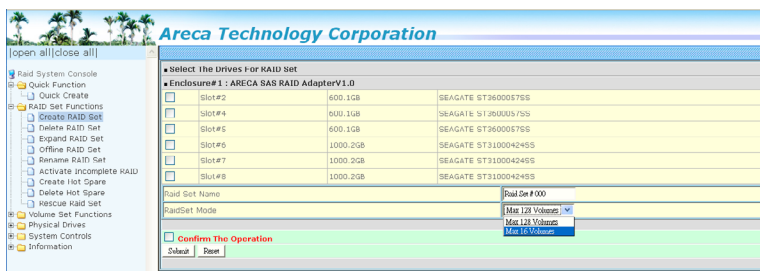 Areca Technology Corporation
|open all|close all|
Raid System Console
Quick Function
Quick Create
RAID Set Functions
Create RAID Set
Delete RAID Set
Expand RAID Set
Offline RAID Set
Rename RAID Set
Activate Incomplete RAID
Create Hot Spare
Delete Hot Spare
Rescue Raid Set
Volume Set Functions
Physical Drives
System Controls
Information
Select The Drives For RAID Set
Enclosure#1 : ARECA SAS RAID AdapterV1.0
Slot#2 600.1GB SEAGATE ST3600057SS
Slot#4 600.1GB SEAGATE ST3600057SS
Slot#5 600.1GB SEAGATE ST3600057SS
Slot#6 1000.2GB SEAGATE ST31000424SS
Slot#7 1000.2GB SEAGATE ST31000424SS
Slot#8 1000.2GB SEAGATE ST31000424SS
Raid Set Name Raid Set # 000
RaidSet Mode Max 128 Volumes
Max 128 Volumes
Max 16 Volumes
Confirm The Operation
Submit Reset